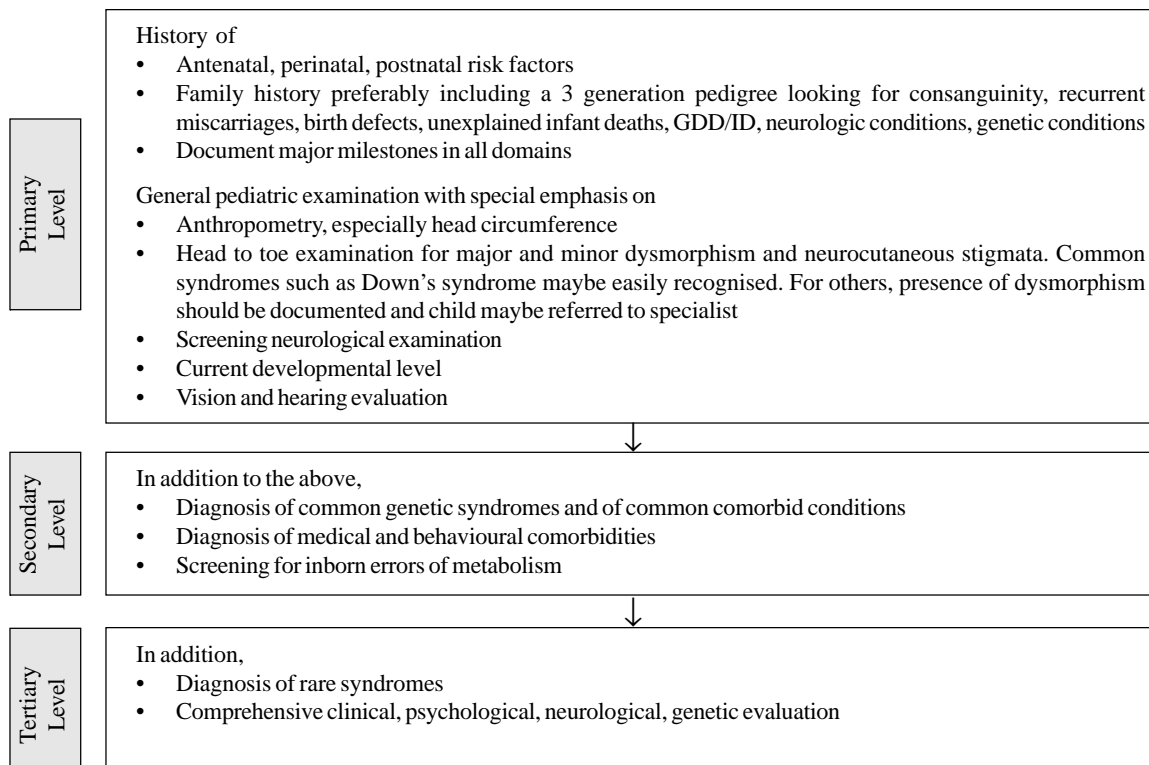 Primary
Level
History of
• Antenatal, perinatal, postnatal risk factors
• Family history preferably including a 3 generation pedigree looking for consanguinity, recurrent
miscarriages, birth defects, unexplained infant deaths, GDD/ID, neurologic conditions, genetic conditions
• Document major milestones in all domains
General pediatric examination with special emphasis on
• Anthropometry, especially head circumference
• Head to toe examination for major and minor dysmorphism and neurocutaneous stigmata. Common
syndromes such as Down's syndrome maybe easily recognised. For others, presence of dysmorphism
should be documented and child maybe referred to specialist
• Screening neurological examination
• Current developmental level
• Vision and hearing evaluation
Secondary
Level
In addition to the above,
• Diagnosis of common genetic syndromes and of common comorbid conditions
• Diagnosis of medical and behavioural comorbidities
• Screening for inborn errors of metabolism
Tertiary
Level
In addition,
• Diagnosis of rare syndromes
• Comprehensive clinical, psychological, neurological, genetic evaluation